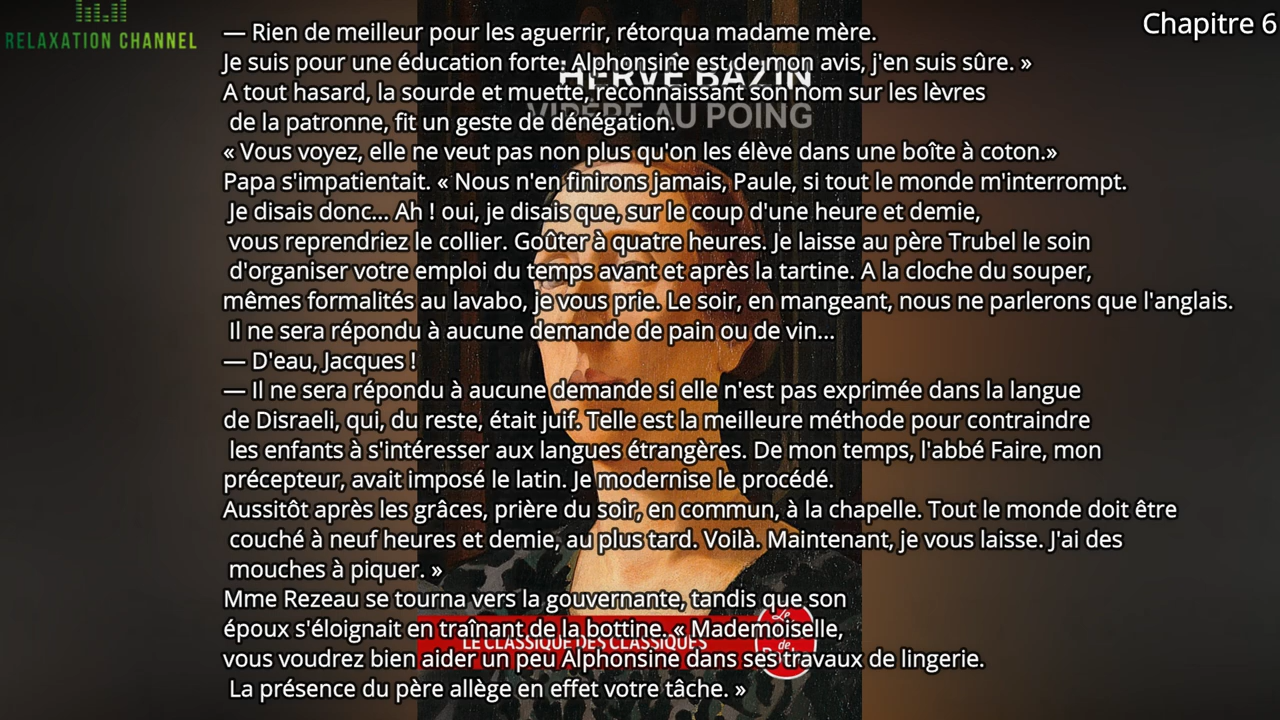 RELAXATION CHANNEL
Chapitre 6
— Rien de meilleur pour les aguerrir, rétorqua madame mère.
Je suis pour une éducation forte. Alphonsine est de mon avis, j'en suis sûre. »
HERVÉ BAZIN
A tout hasard, la sourde et muette, reconnaissant son nom sur les lèvres
VIPÈRE AU POING
de la patronne, fit un geste de dénégation.
« Vous voyez, elle ne veut pas non plus qu'on les élève dans une boîte à coton.»
Papa s'impatientait. « Nous n'en finirons jamais, Paule, si tout le monde m'interrompt.
Je disais donc... Ah ! oui, je disais que, sur le coup d'une heure et demie,
vous reprendriez le collier. Goûter à quatre heures. Je laisse au père Trubel le soin
d'organiser votre emploi du temps avant et après la tartine. A la cloche du souper,
mêmes formalités au lavabo, je vous prie. Le soir, en mangeant, nous ne parlerons que l'anglais.
Il ne sera répondu à aucune demande de pain ou de vin...
— D'eau, Jacques !
— Il ne sera répondu à aucune demande si elle n'est pas exprimée dans la langue
de Disraeli, qui, du reste, était juif. Telle est la meilleure méthode pour contraindre
les enfants à s'intéresser aux langues étrangères. De mon temps, l'abbé Faire, mon
précepteur, avait imposé le latin. Je modernise le procédé.
Aussitôt après les grâces, prière du soir, en commun, à la chapelle. Tout le monde doit être
couché à neuf heures et demie, au plus tard. Voilà. Maintenant, je vous laisse. J'ai des
mouches à piquer. »
Mme Rezeau se tourna vers la gouvernante, tandis que son
époux s'éloignait en traînant de la bottine. « Mademoiselle,
LE CLASSIQUE DES CLASSIQUES
Le
de
vous voudrez bien aider un peu Alphonsine dans ses travaux de lingerie.
La présence du père allège en effet votre tâche. »